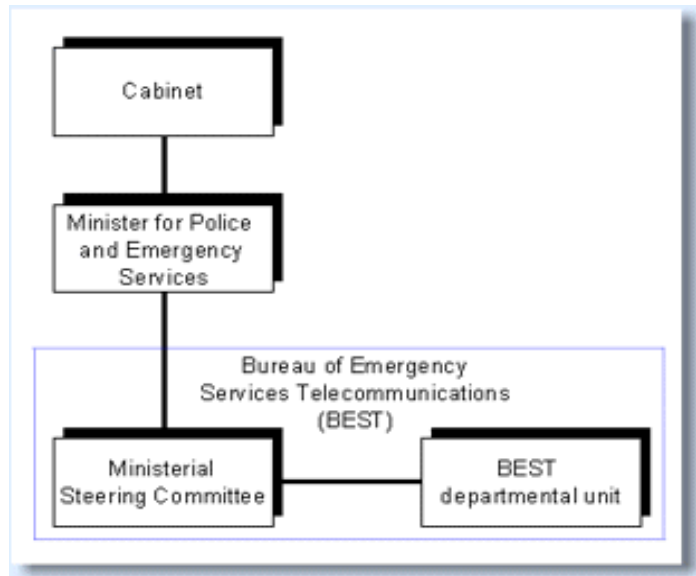 Cabinet
Minister for Police
and Emergency
Services
Bureau of Emergency
Services Telecommunications
(BEST)
Ministerial
Steering Committee
BEST
departmental unit